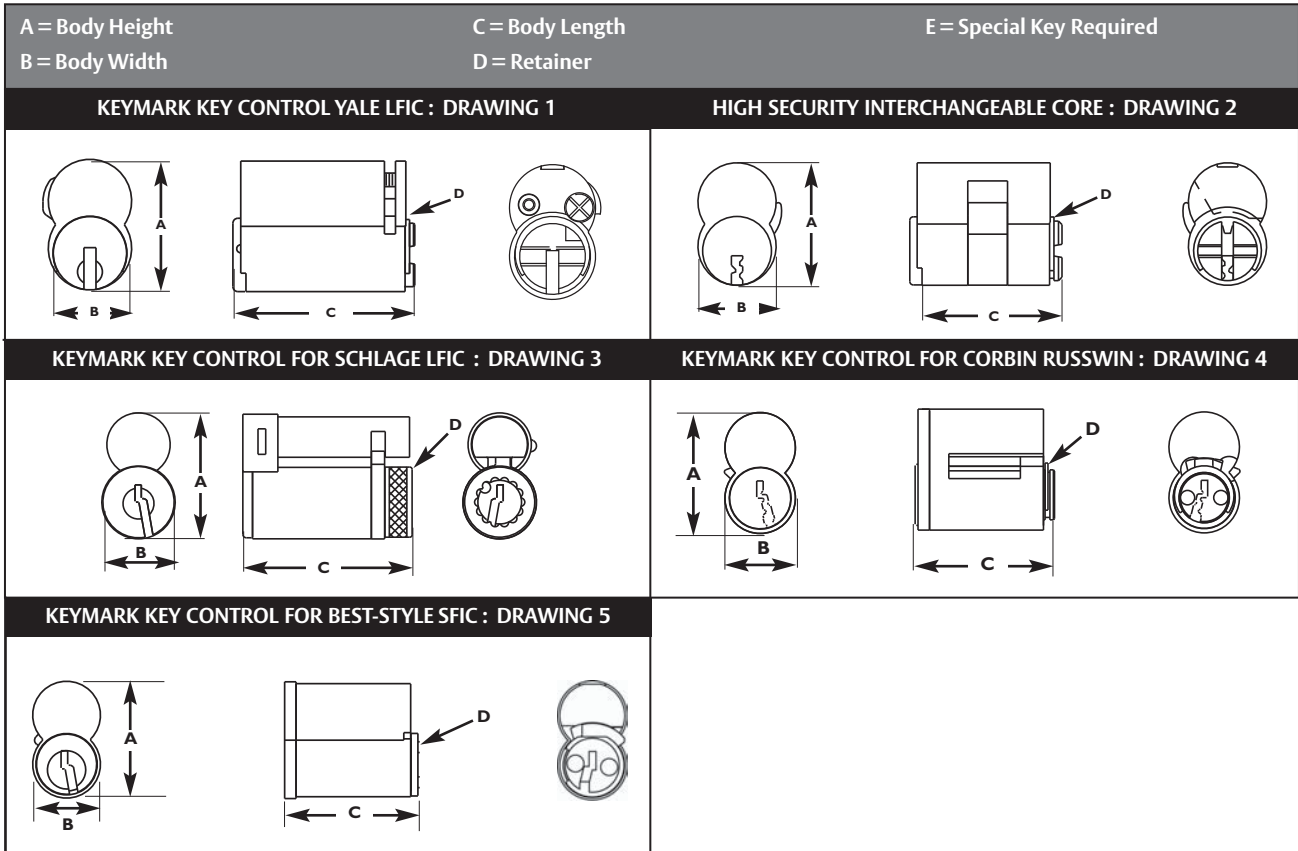 A = Body Height
C = Body Length
E = Special Key Required
B = Body Width
D = Retainer
KEYMARK KEY CONTROL YALE LFIC : DRAWING 1
HIGH SECURITY INTERCHANGEABLE CORE : DRAWING 2
A
B
C
D
A
B
C
D
KEYMARK KEY CONTROL FOR SCHLAGE LFIC : DRAWING 3
KEYMARK KEY CONTROL FOR CORBIN RUSSWIN : DRAWING 4
A
B
C
D
A
B
C
D
KEYMARK KEY CONTROL FOR BEST-STYLE SFIC : DRAWING 5
A
B
C
D